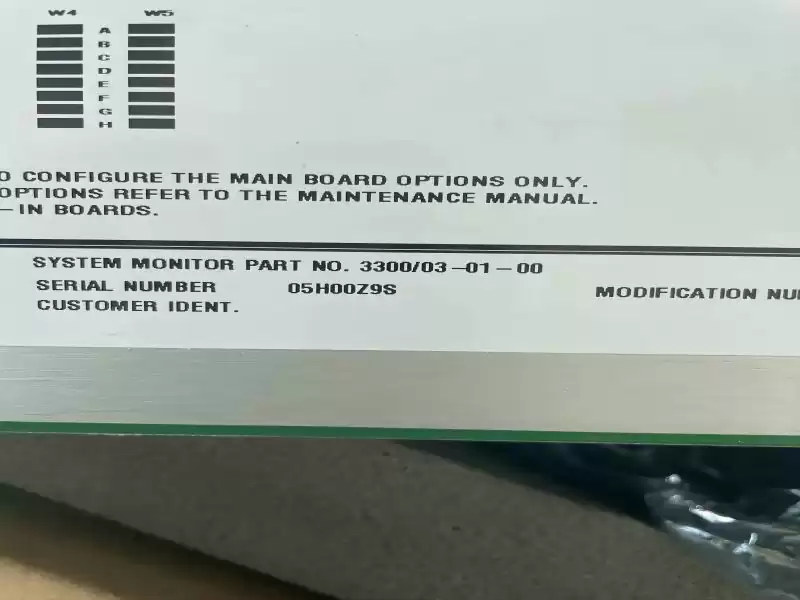 W4 W5
A
B
C
D
E
F
G
H
O CONFIGURE THE MAIN BOARD OPTIONS ONLY.
OPTIONS REFER TO THE MAINTENANCE MANUAL.
-IN BOARDS.
SYSTEM MONITOR PART NO. 3300/03-01-00
SERIAL NUMBER 05H00Z9S MODIFICATION NU
CUSTOMER IDENT.